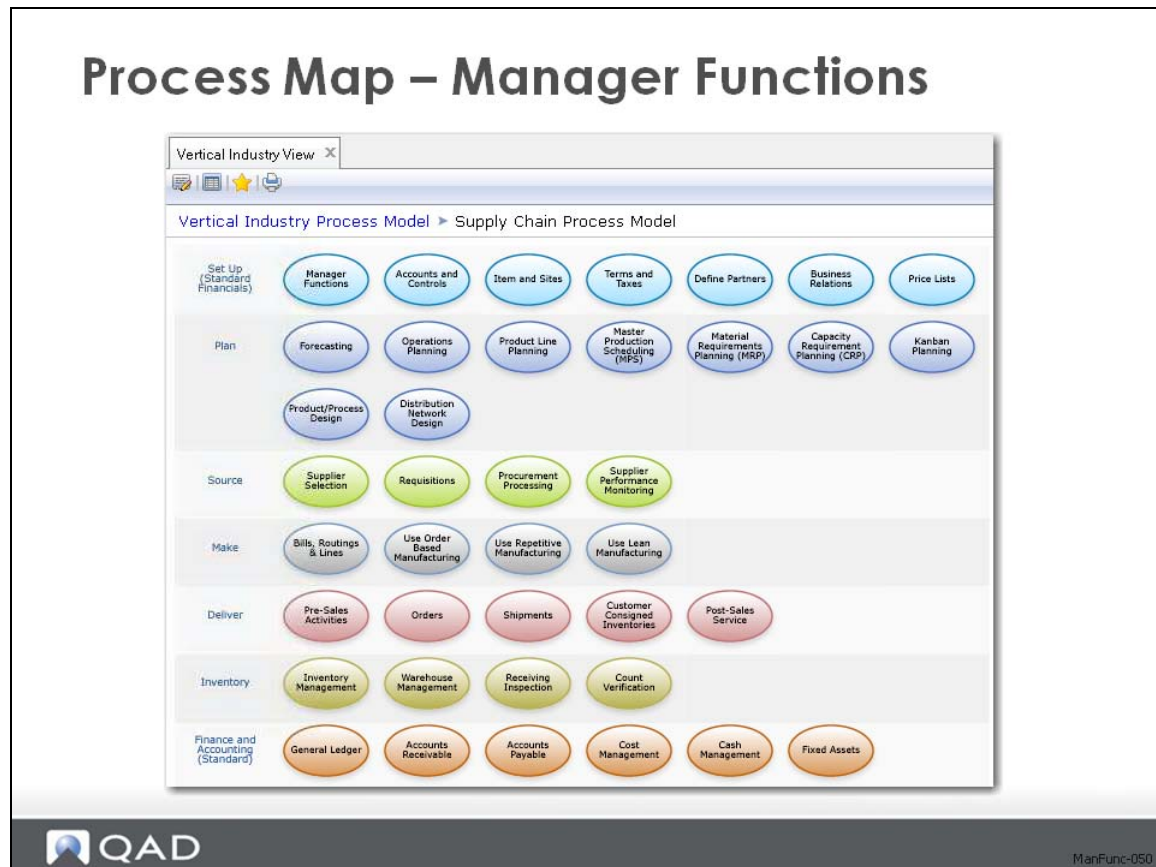 Process Map – Manager Functions
Vertical Industry View
Vertical Industry Process Model ➤ Supply Chain Process Model
Set Up
(Standard
Financials)
Manager
Functions
Accounts and
Controls
Item and Sites
Terms and
Taxes
Define Partners
Business
Relations
Price Lists
Plan
Forecasting
Operations
Planning
Product Line
Planning
Master
Production
Scheduling
(MPS)
Material
Requirements
Planning (MRP)
Capacity
Requirement
Planning (CRP)
Kanban
Planning
Product/Process
Design
Distribution
Network
Design
Source
Supplier
Selection
Requisitions
Procurement
Processing
Supplier
Performance
Monitoring
Make
Bills, Routings
& Lines
Use Order
Based
Manufacturing
Use Repetitive
Manufacturing
Use Lean
Manufacturing
Deliver
Pre-Sales
Activities
Orders
Shipments
Customer
Consigned
Inventories
Post-Sales
Service
Inventory
Inventory
Management
Warehouse
Management
Receiving
Inspection
Count
Verification
Finance and
Accounting
(Standard)
General Ledger
Accounts
Receivable
Accounts
Payable
Cost
Management
Cash
Management
Fixed Assets
QAD
ManFunc-050